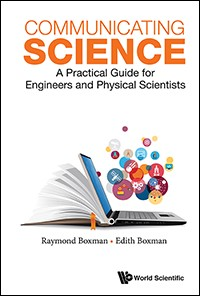 COMMUNICATING
SCIENCE
A Practical Guide for
Engineers and Physical Scientists
Raymond Boxman • Edith Boxman
World Scientific